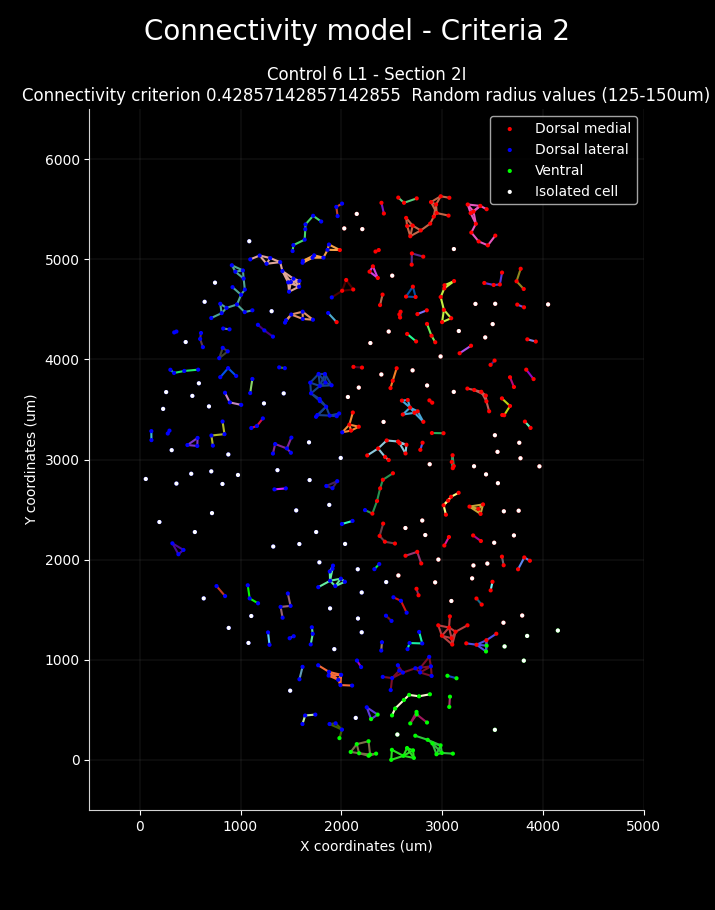 Connectivity model - Criteria 2
Control 6 L1 - Section 2I
Connectivity criterion 0.42857142857142855  Random radius values (125-150um)
Dorsal medial
Dorsal lateral
Ventral
Isolated cell
6000
5000
4000
3000
2000
1000
0
Y coordinates (um)
0 1000 2000 3000 4000 5000
X coordinates (um)